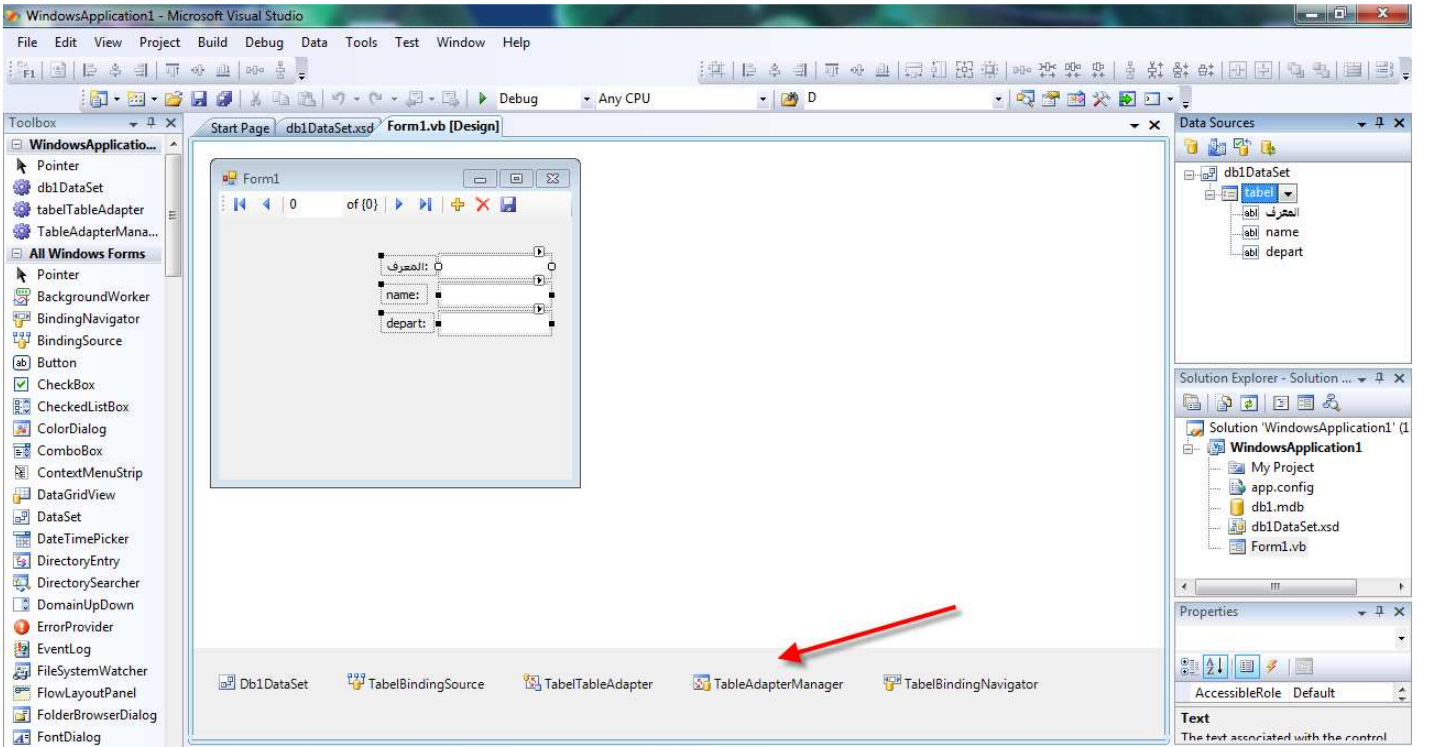 WindowsApplication1 - Microsoft Visual Studio
File Edit View Project Build Debug Data Tools Test Window Help
Debug Any CPU D
Toolbox
WindowsApplicatio...
Pointer
db1DataSet
tabelTableAdapter
TableAdapterMana...
All Windows Forms
Pointer
BackgroundWorker
BindingNavigator
BindingSource
Button
CheckBox
CheckedListBox
ColorDialog
ComboBox
ContextMenuStrip
DataGridView
DataSet
DateTimePicker
DirectoryEntry
DirectorySearcher
DomainUpDown
ErrorProvider
EventLog
FileSystemWatcher
FlowLayoutPanel
FolderBrowserDialog
FontDialog
Start Page db1DataSet.xsd Form1.vb [Design]
Form1
0 of {0}
المعرف:
name:
depart:
Db1DataSet TabelBindingSource TabelTableAdapter TableAdapterManager TabelBindingNavigator
Data Sources
db1DataSet
tabel
المعرف
name
depart
Solution Explorer - Solution ...
Solution 'WindowsApplication1' (1
WindowsApplication1
My Project
app.config
db1.mdb
db1DataSet.xsd
Form1.vb
Properties
AccessibleRole Default
Text
The text associated with the control